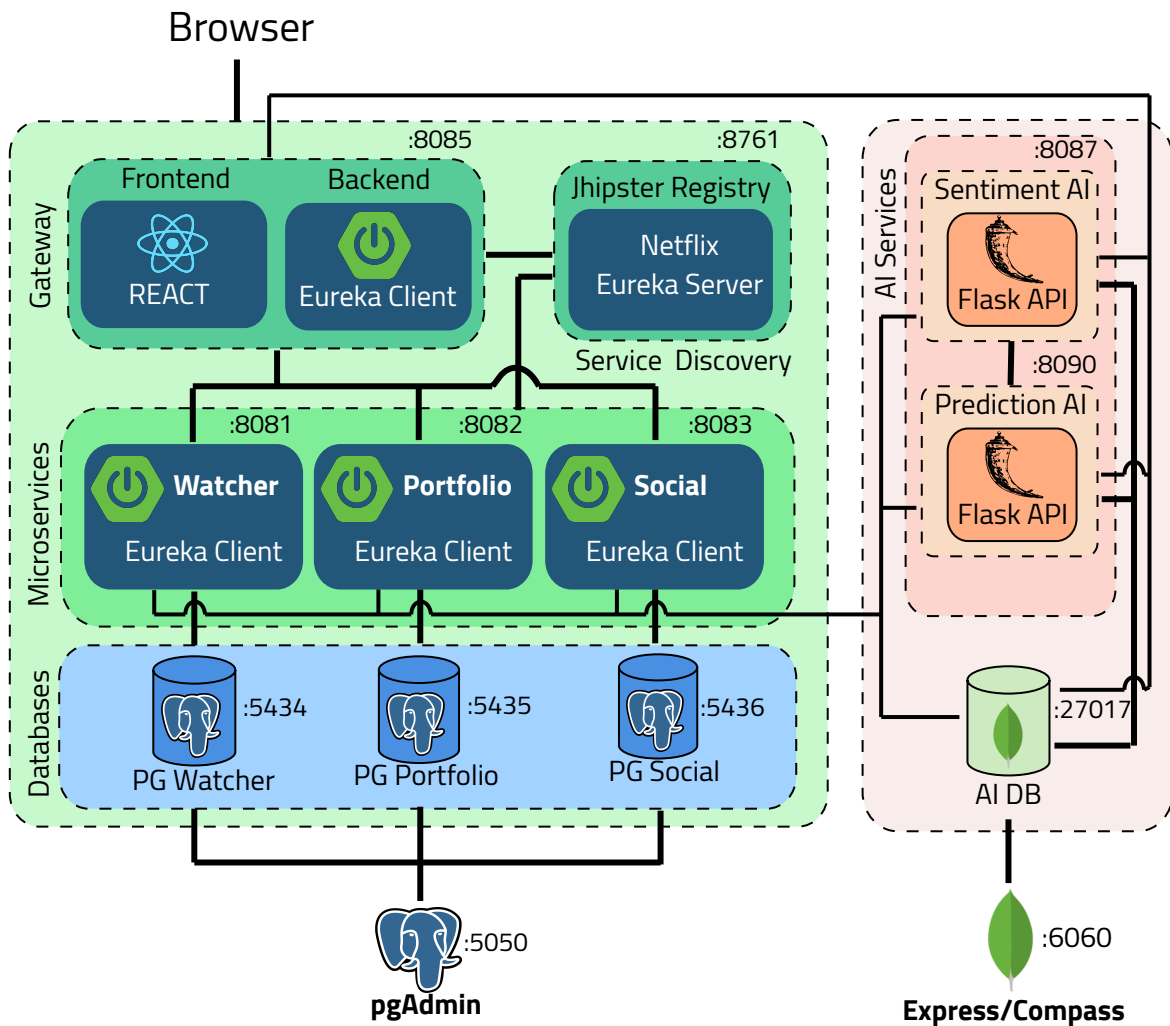 Browser
:8085
:8761
Frontend
Backend
Jhipster Registry
REACT
Eureka Client
Netflix
Eureka Server
Gateway
Service Discovery
:8081
:8082
:8083
Watcher
Portfolio
Social
Eureka Client
Eureka Client
Eureka Client
Microservices
:5434
:5435
:5436
PG Watcher
PG Portfolio
PG Social
Databases
:5050
pgAdmin
AI Services
:8087
Sentiment AI
Flask API
:8090
Prediction AI
Flask API
:27017
AI DB
:6060
Express/Compass